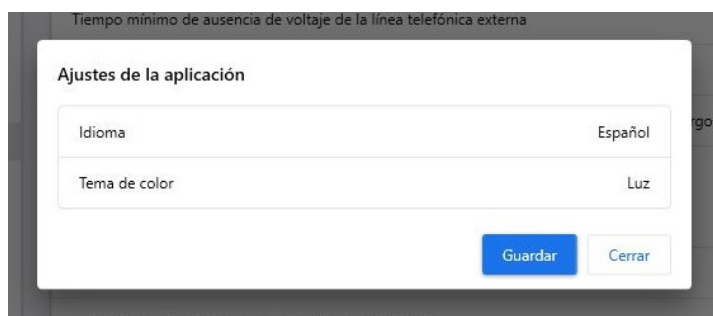 Tiempo mínimo de ausencia de voltaje de la línea telefónica externa
Ajustes de la aplicación
Idioma Español
rgo
Tema de color Luz
Guardar Cerrar